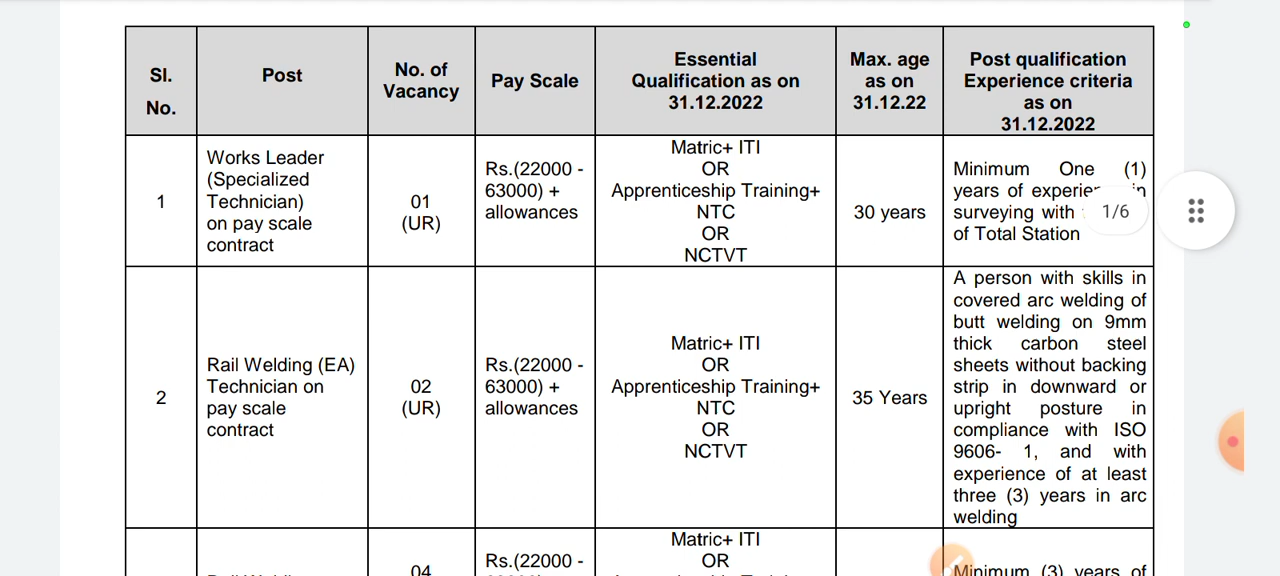 Sl.
No.
Post
No. of
Vacancy
Pay Scale
Essential
Qualification as on
31.12.2022
Max. age
as on
31.12.22
Post qualification
Experience criteria
as on
31.12.2022
1
Works Leader
(Specialized
Technician)
on pay scale
contract
01
(UR)
Rs.(22000 -
63000) +
allowances
Matric+ ITI
OR
Apprenticeship Training+
NTC
OR
NCTVT
30 years
Minimum One (1)
years of in
surveying with
of Total Station
1/6
2
Rail Welding (EA)
Technician on
pay scale
contract
02
(UR)
Rs.(22000 -
63000) +
allowances
Matric+ ITI
OR
Apprenticeship Training+
NTC
OR
NCTVT
35 Years
A person with skills in
covered arc welding of
butt welding on 9mm
thick carbon steel
sheets without backing
strip in downward or
upright posture in
compliance with ISO
9606- 1, and with
experience of at least
three (3) years in arc
welding
04
Rs.(22000 -
Matric+ ITI
OR
Minimum (3) years of